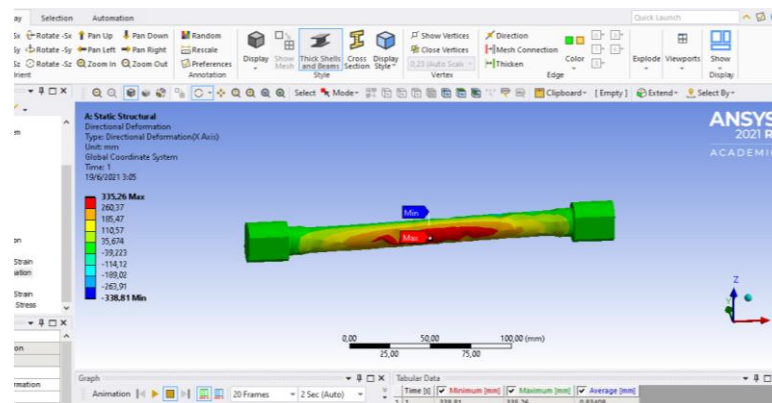 Selection Automation Quick Launch
Rotate -Sx Pan Up Pan Down Random
Rotate -Sy Pan Left Pan Right Rescale
Rotate -Sz Zoom In Zoom Out Preferences
Annotation
Display Show Mesh Thick Shells and Beams Cross Section Display Style
Style
Show Vertices
Close Vertices
0,23 (Auto Scale)
Vertex
Direction
Mesh Connection
Thicken
Color
Edge
Explode Viewports Show
Display
Select Mode Clipboard [ Empty ] Extend Select By
A: Static Structural
Directional Deformation
Type: Directional Deformation(X Axis)
Unit: mm
Global Coordinate System
Time: 1
19/6/2021 3:05
335,26 Max
260,37
185,47
110,57
35,674
-39,223
-114,12
-189,02
-263,91
-338,81 Min
ANSYS
2021 R
ACADEMIC
Min
Max
Strain
Strain
Stress
0,00 50,00 100,00 (mm)
25,00 75,00
Z
Graph
Animation 20 Frames 2 Sec (Auto)
Tabular Data
Time [s] Minimum [mm] Maximum [mm] Average [mm]